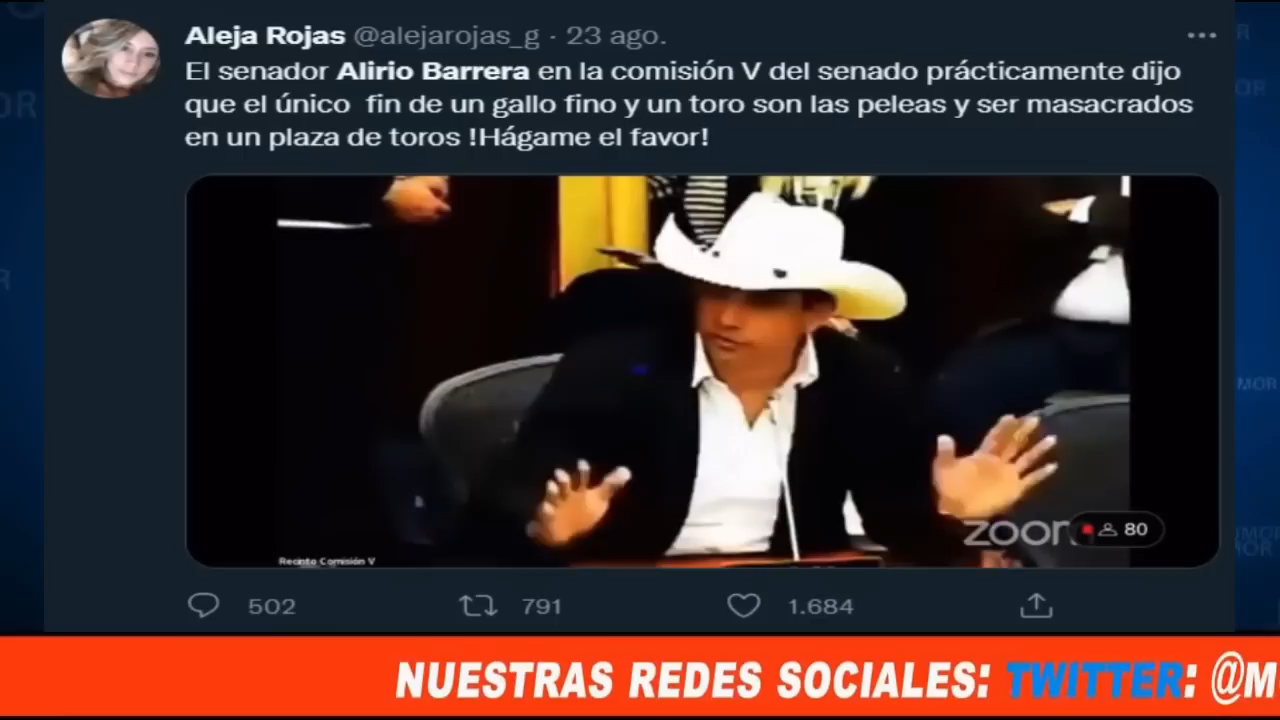 Aleja Rojas @alejarojas_g · 23 ago.
El senador Alirio Barrera en la comisión V del senado prácticamente dijo
que el único fin de un gallo fino y un toro son las peleas y ser masacrados
en un plaza de toros !Hágame el favor!
zoom
80
Recinto Comisión V
502 791 1.684
NUESTRAS REDES SOCIALES: TWITTER: @M